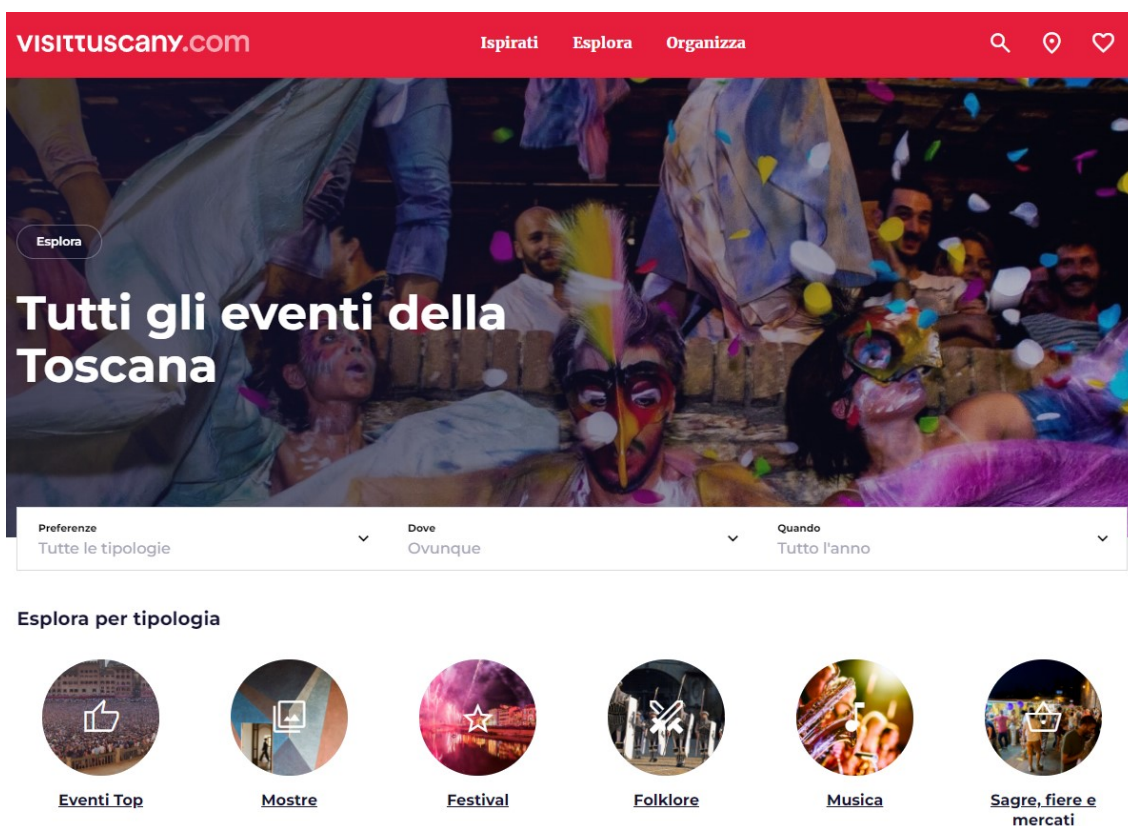 visittuscany.com
Ispirati Esplora Organizza
Esplora
Tutti gli eventi della
Toscana
Preferenze Dove Quando
Tutte le tipologie Ovunque Tutto l'anno
Esplora per tipologia
Eventi Top Mostre Festival Folklore Musica Sagre, fiere e
mercati